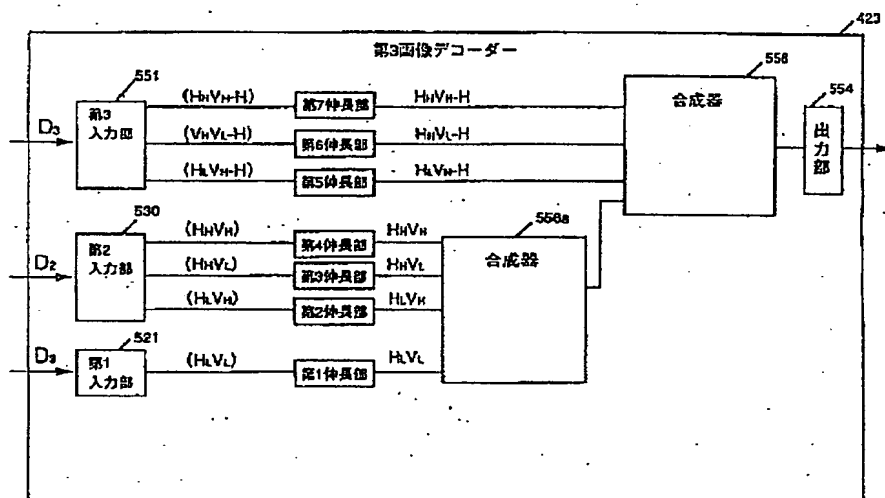 423
第3画像デコーダー
551
556
554
第3
入力部
(HHVH-H)
第7伸長部
HHVH-H
合成器
出力部
D3
(VHVL-H)
第6伸長部
HHVL-H
(HLVH-H)
第5伸長部
HLVH-H
530
556a
第2
入力部
(HHVH)
第4伸長部
HHVH
合成器
D2
(HHVL)
第3伸長部
HHVL
(HLVH)
第2伸長部
HLVH
521
D3
第1
入力部
(HLVL)
第1伸長部
HLVL